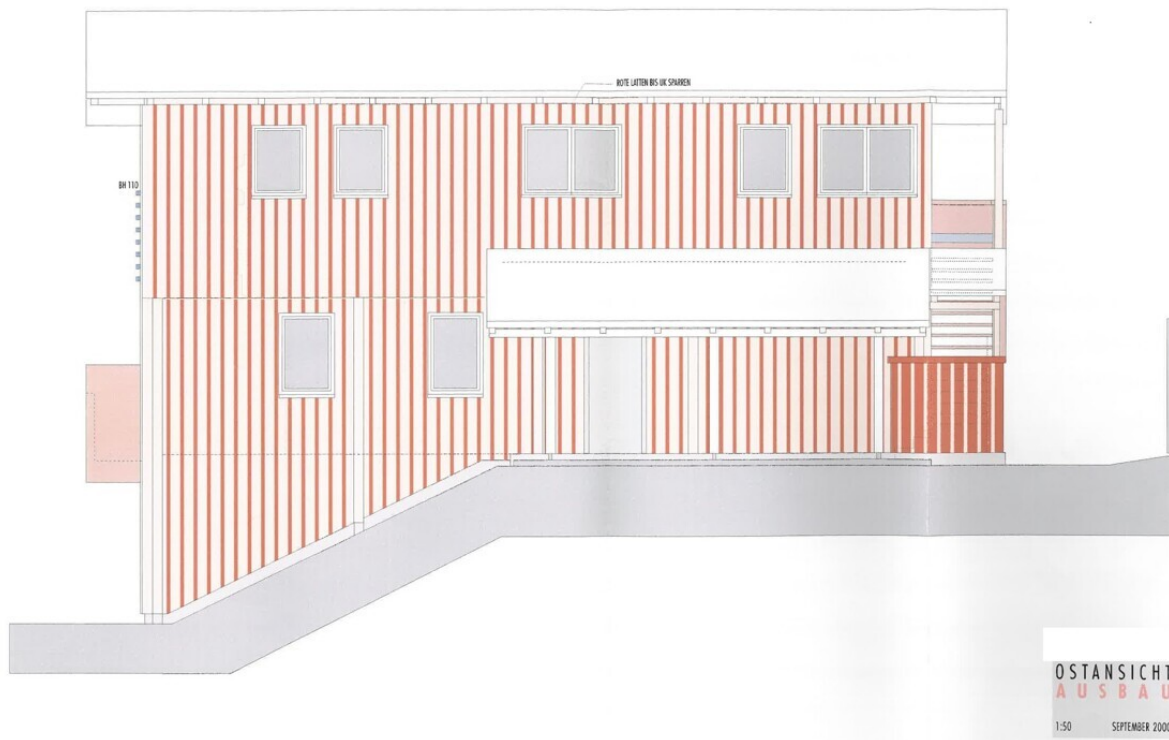 ROTE LATTEN BIS UK SPARREN
BH 110
OSTANSICHT
AUSBAU
1:50 SEPTEMBER 2000